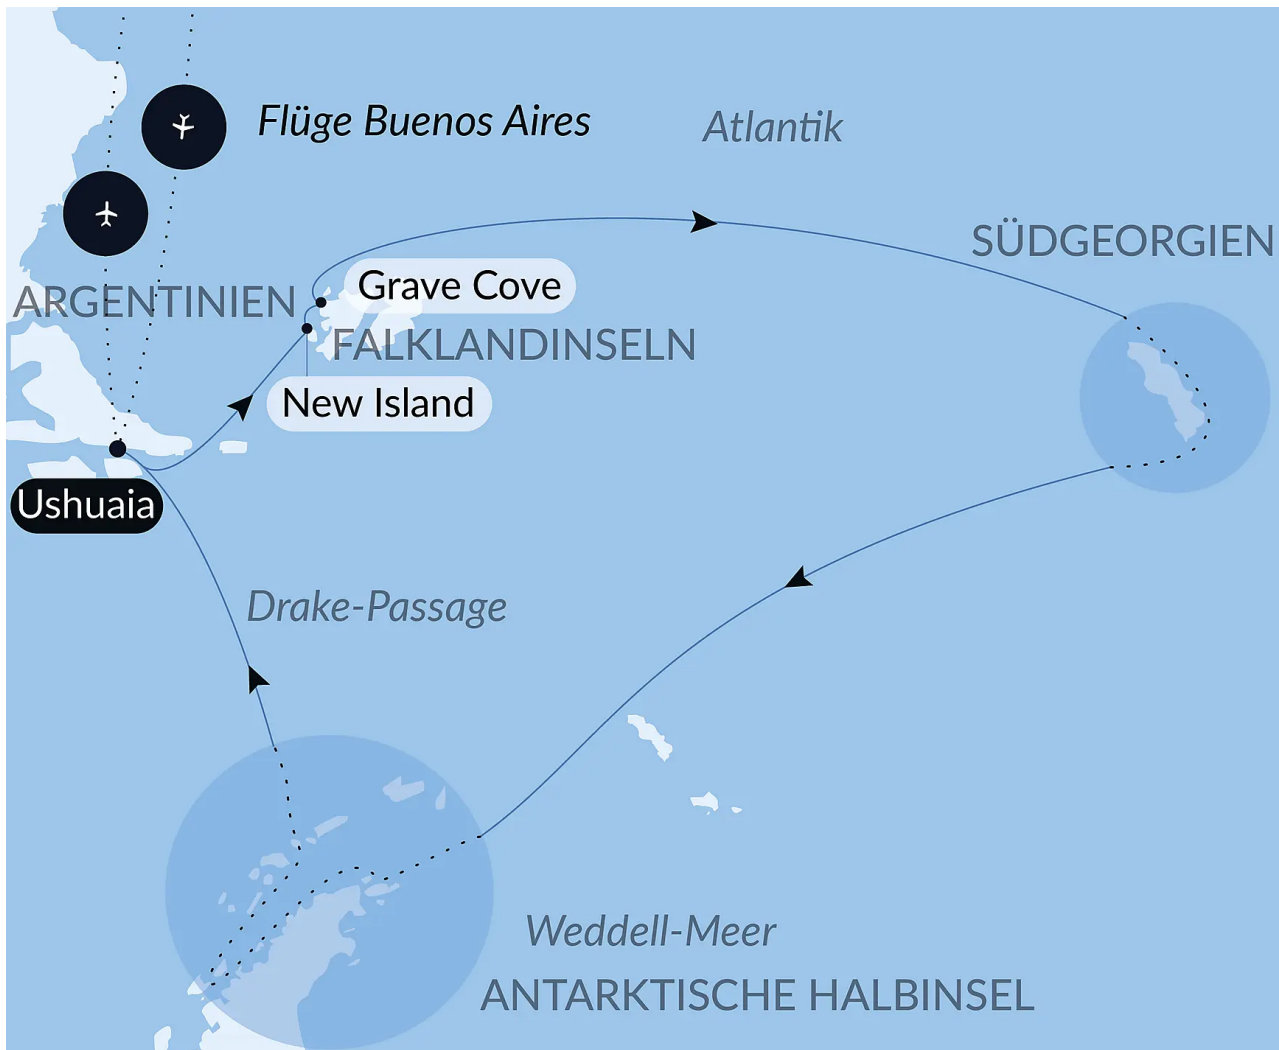 Flüge Buenos Aires
Atlantik
SÜDGEORGIEN
Grave Cove
ARGENTINIEN
FALKLANDINSELN
New Island
Ushuaia
Drake-Passage
Weddell-Meer
ANTARKTISCHE HALBINSEL